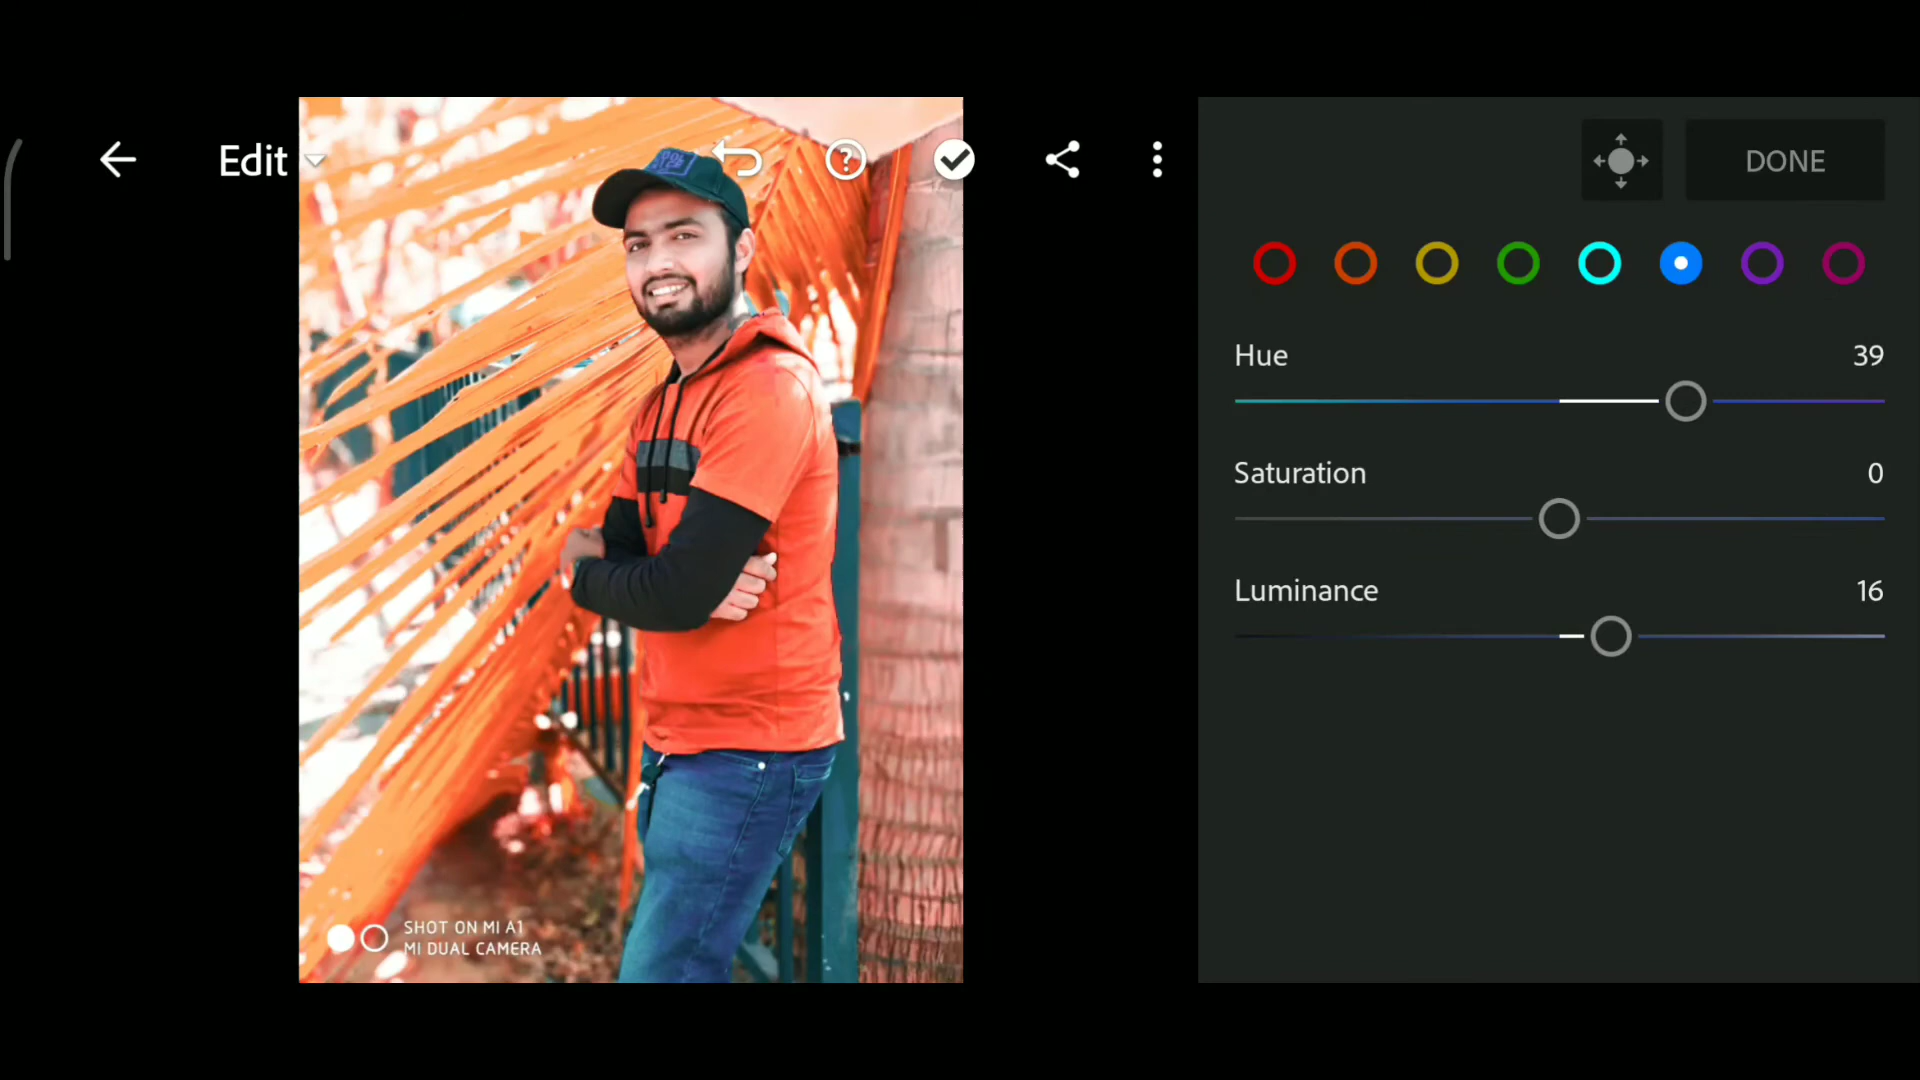 Edit
DONE
Hue 39
Saturation 0
Luminance 16
SHOT ON MI A1
MI DUAL CAMERA